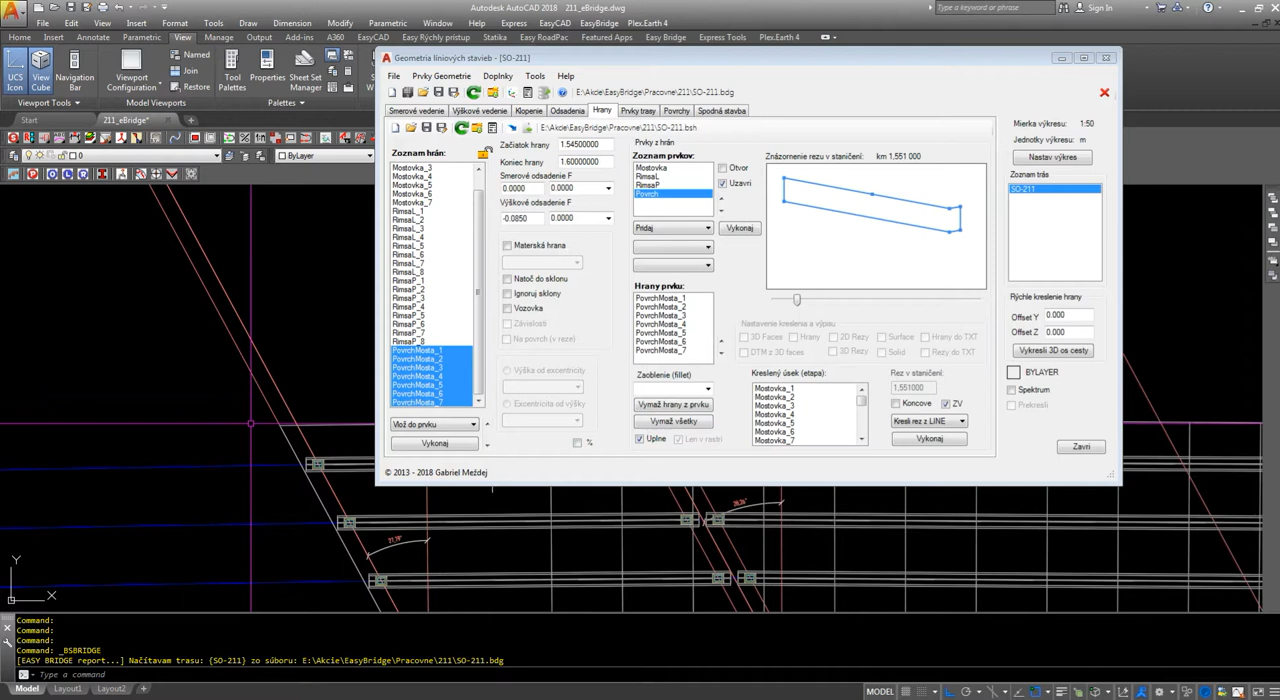 Autodesk AutoCAD 2018   211_eBridge.dwg
Type a keyword or phrase
Sign In
File Edit View Insert Format Tools Draw Dimension Modify Parametric Window Help Express EasyCAD EasyBridge Plex.Earth 4
Home Insert Annotate Parametric View Manage Output Add-ins A360 EasyCAD Easy Rýchly prístup Statika Easy RoadPac Featured Apps Easy Bridge Express Tools Plex.Earth 4
UCS Icon
View Cube
Navigation Bar
Viewport Configuration
Named
Join
Restore
Tool Palettes
Properties
Sheet Set Manager
Viewport Tools
Model Viewports
Palettes
Start
211_eBridge*
0
ByLayer
Geometria líniových stavieb - [SO-211]
File Prvky Geometrie Doplnky Tools Help
E:\Akcie\EasyBridge\Pracovne\211\SO-211.bdg
Smerové vedenie Výškové vedenie Klopenie Odsadenia Hrany Prvky trasy Povrchy Spodná stavba
E:\Akcie\EasyBridge\Pracovne\211\SO-211.bsh
Zoznam hrán:
Mostovka_3
Mostovka_4
Mostovka_5
Mostovka_6
Mostovka_7
RimsaL_1
RimsaL_2
RimsaL_3
RimsaL_4
RimsaL_5
RimsaL_6
RimsaL_7
RimsaL_8
RimsaP_1
RimsaP_2
RimsaP_3
RimsaP_4
RimsaP_5
RimsaP_6
RimsaP_7
RimsaP_8
PovrchMosta_1
PovrchMosta_2
PovrchMosta_3
PovrchMosta_4
PovrchMosta_5
PovrchMosta_6
PovrchMosta_7
Vlož do prvku
Vykonaj
Začiatok hrany 1.54500000
Koniec hrany 1.60000000
Smerové odsadenie F
0.0000 0.0000
Výškové odsadenie F
-0.0850 0.0000
Materská hrana
Natoč do sklonu
Ignoruj sklony
Vozovka
Závislosti
Na povrch (v reze)
Výška od excentricity
Excentricita od výšky
%
Prvky z hrán
Zoznam prvkov:
Mostovka
RimsaL
RimsaP
Povrch
Otvor
Uzavri
Pridaj
Vykonaj
Hrany prvku:
PovrchMosta_1
PovrchMosta_2
PovrchMosta_3
PovrchMosta_4
PovrchMosta_5
PovrchMosta_6
PovrchMosta_7
Zaoblenie (fillet)
Vymaž hrany z prvku
Vymaž všetky
Uplne Len v rastri
Znázornenie rezu v staničení: km 1,551 000
Nastavenie kreslenia a výpisu
3D Faces Hrany 2D Rezy Surface Hrany do TXT
DTM z 3D faces 3D Rezy Solid Rezy do TXT
Kreslený úsek (etapa):
Mostovka_1
Mostovka_2
Mostovka_3
Mostovka_4
Mostovka_5
Mostovka_6
Mostovka_7
Rez v staničení:
1,551000
Koncove ZV
Kresli rez z LINE
Vykonaj
Mierka výkresu: 1:50
Jednotky výkresu: m
Nastav výkres
Zoznam trás:
SO-211
Rýchle kreslenie hrany
Offset Y 0.000
Offset Z 0.000
Vykresli 3D os cesty
BYLAYER
Spektrum
Prekresli
Zavri
© 2013 - 2018 Gabriel Meždej
Y
X
Command:
Command:
Command:
Command: _BSBRIDGE
[EASY BRIDGE report...] Načítavam trasu: {SO-211} zo súboru: E:\Akcie\EasyBridge\Pracovne\211\SO-211.bdg
Type a command
Model Layout1 Layout2 +
MODEL